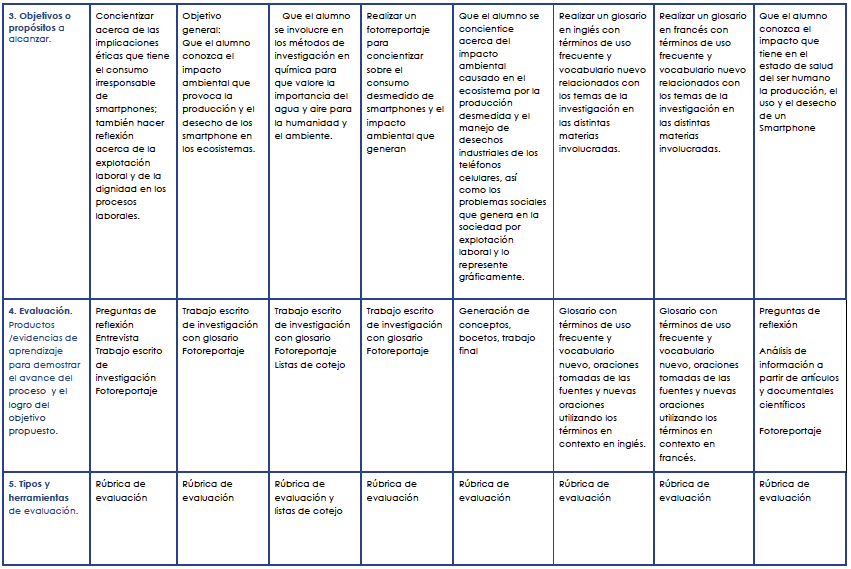 3. Objetivos o
propósitos a
alcanzar.
Concientizar
acerca de las
implicaciones
éticas que tiene
el consumo
irresponsable
de
smartphones;
también hacer
reflexión
acerca de la
explotación
laboral y de la
dignidad en los
procesos
laborales.
Objetivo
general:
Que el alumno
conozca el
impacto
ambiental que
provoca la
producción y el
desecho de los
smartphone en
los ecosistemas.
Que el alumno
se involucre en
los métodos de
investigación en
química para
que valore la
importancia del
agua y aire para
la humanidad y
el ambiente.
Realizar un
fotorreportaje
para
concientizar
sobre el
consumo
desmedido de
smartphones y el
impacto
ambiental que
generan
Que el alumno se
concientice
acerca del
impacto
ambiental
causado en el
ecosistema por la
producción
desmedida y el
manejo de
desechos
industriales de los
teléfonos
celulares, así
como los
problemas sociales
que genera en la
sociedad por
explotación
laboral y lo
represente
gráficamente.
Realizar un glosario
en inglés con
términos de uso
frecuente y
vocabulario nuevo
relacionados con
los temas de la
investigación en
las distintas
materias
involucradas.
Realizar un glosario
en francés con
términos de uso
frecuente y
vocabulario nuevo
relacionados con
los temas de la
investigación en
las distintas
materias
involucradas.
Que el alumno
conozca el
impacto que
tiene en el
estado de salud
del ser humano
la producción, el
uso y el desecho
de un
Smartphone
4. Evaluación.
Productos
/evidencias de
aprendizaje
para demostrar
el avance del
proceso y el
logro del
objetivo
propuesto.
Preguntas de
reflexión
Entrevista
Trabajo escrito
de
investigación
Fotoreportaje
Trabajo escrito
de investigación
con glosario
Fotoreportaje
Trabajo escrito
de investigación
con glosario
Fotoreportaje
Listas de cotejo
Trabajo escrito
de investigación
con glosario
Fotoreportaje
Generación de
conceptos,
bocetos, trabajo
final
Glosario con
términos de uso
frecuente y
vocabulario
nuevo, oraciones
tomadas de las
fuentes y nuevas
oraciones
utilizando los
términos en
contexto en inglés.
Glosario con
términos de uso
frecuente y
vocabulario
nuevo, oraciones
tomadas de las
fuentes y nuevas
oraciones
utilizando los
términos en
contexto en
francés.
Preguntas de
reflexión
Análisis de
información a
partir de artículos
y documentales
científicos
Fotoreportaje
5. Tipos y
herramientas
de evaluación.
Rúbrica de
evaluación
Rúbrica de
evaluación
Rúbrica de
evaluación y
listas de cotejo
Rúbrica de
evaluación
Rúbrica de
evaluación
Rúbrica de
evaluación
Rúbrica de
evaluación
Rúbrica de
evaluación